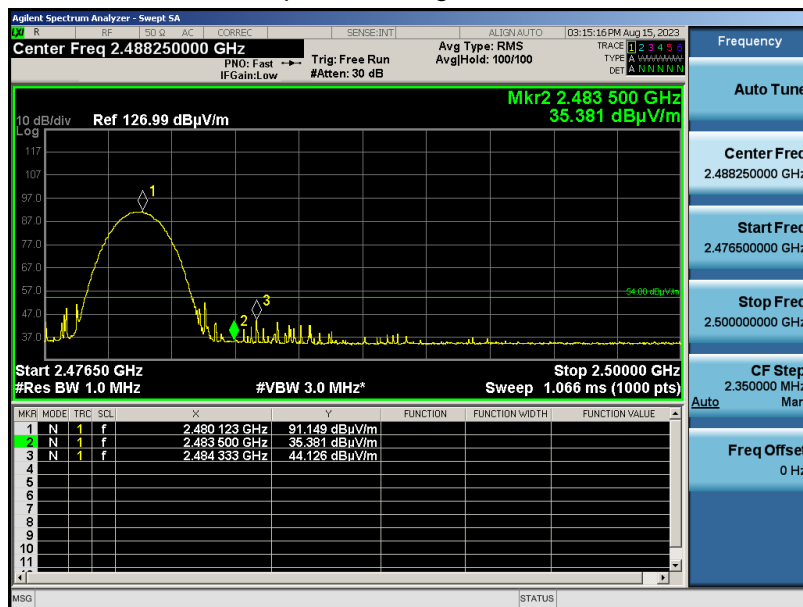 Agilent Spectrum Analyzer - Swept SA
LXI R RF 50 Ω AC CORREC SENSE:INT ALIGN AUTO 03:15:16 PM Aug 15, 2023
Center Freq 2.488250000 GHz
PNO: Fast
IFGain:Low
Trig: Free Run
#Atten: 30 dB
Avg Type: RMS
Avg|Hold: 100/100
TRACE 1 2 3 4 5 6
TYPE A WWWWW
DET A N N N N N
Mkr2 2.483 500 GHz
35.381 dBµV/m
10 dB/div Ref 126.99 dBµV/m
Log
117
107
97.0
87.0
77.0
67.0
57.0
47.0
37.0
1
2
3
54.00 dBµV/m
Start 2.47650 GHz Stop 2.50000 GHz
#Res BW 1.0 MHz #VBW 3.0 MHz* Sweep 1.066 ms (1000 pts)
MKR MODE TRC SCL X Y FUNCTION FUNCTION WIDTH FUNCTION VALUE
1 N 1 f 2.480 123 GHz 91.149 dBµV/m
2 N 1 f 2.483 500 GHz 35.381 dBµV/m
3 N 1 f 2.484 333 GHz 44.126 dBµV/m
4
5
6
7
8
9
10
11
MSG STATUS
Frequency
Auto Tune
Center Freq
2.488250000 GHz
Start Freq
2.476500000 GHz
Stop Freq
2.500000000 GHz
CF Step
2.350000 MHz
Auto Man
Freq Offset
0 Hz